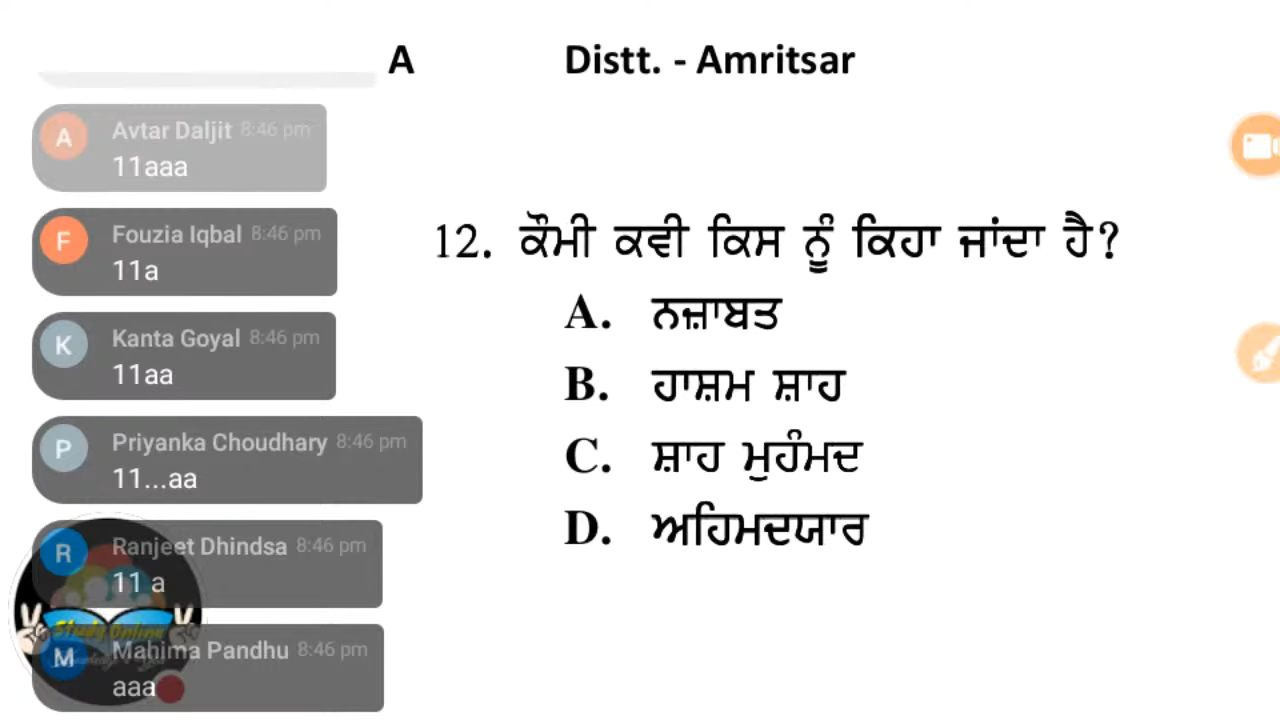 A Distt. - Amritsar
A Avtar Daljit 8:46 pm
11aaa
F Fouzia Iqbal 8:46 pm
11a
K Kanta Goyal 8:46 pm
11aa
P Priyanka Choudhary 8:46 pm
11...aa
R Ranjeet Dhindsa 8:46 pm
11 a
Study Online
M Mahima Pandhu 8:46 pm
aaa
12. ਕੌਮੀ ਕਵੀ ਕਿਸ ਨੂੰ ਕਿਹਾ ਜਾਂਦਾ ਹੈ?
A. ਨਜ਼ਾਬਤ
B. ਹਾਸ਼ਮ ਸ਼ਾਹ
C. ਸ਼ਾਹ ਮੁਹੰਮਦ
D. ਅਹਿਮਦਯਾਰ